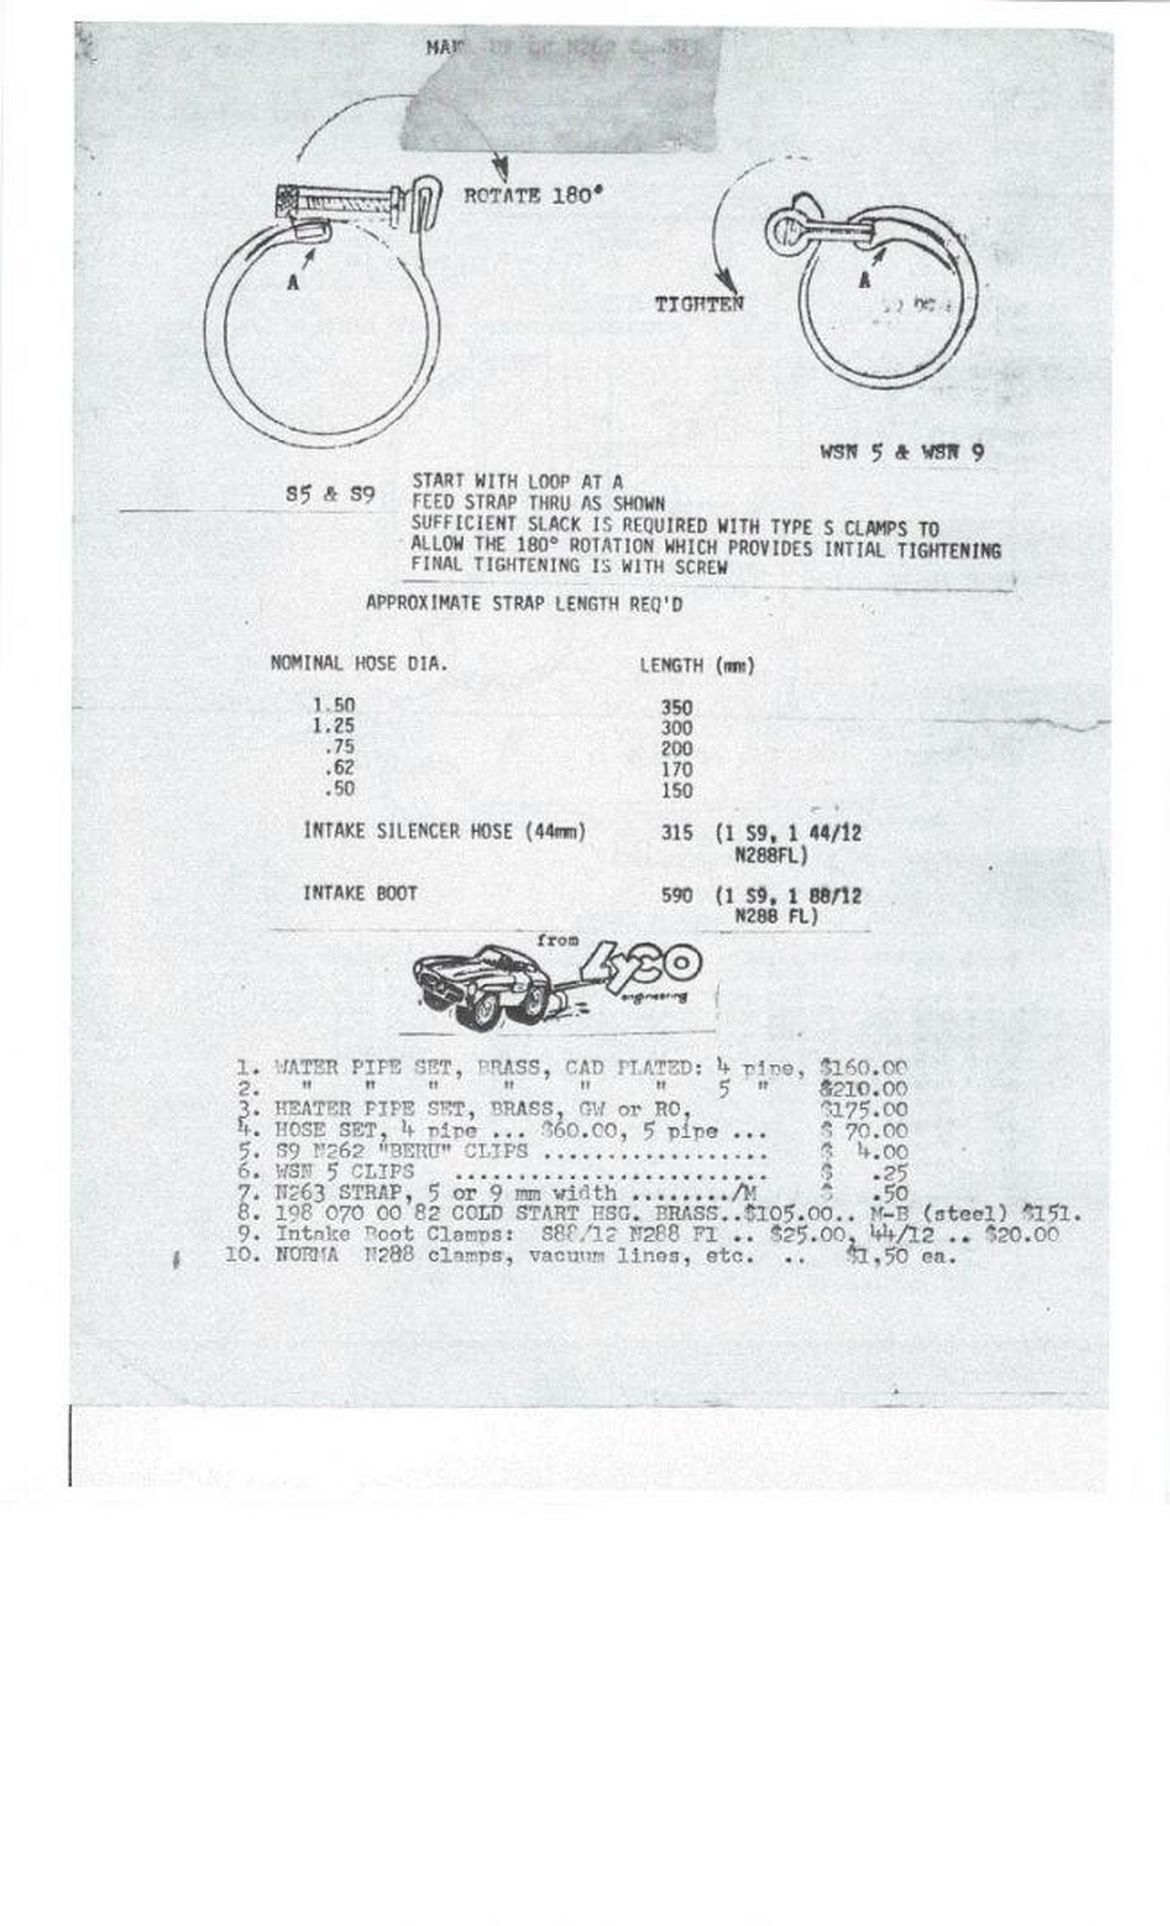 ROTATE 180°
A
TIGHTEN
A
WSN 5 & WSN 9
S5 & S9
START WITH LOOP AT A
FEED STRAP THRU AS SHOWN
SUFFICIENT SLACK IS REQUIRED WITH TYPE S CLAMPS TO
ALLOW THE 180° ROTATION WHICH PROVIDES INTIAL TIGHTENING
FINAL TIGHTENING IS WITH SCREW
APPROXIMATE STRAP LENGTH REQ'D
NOMINAL HOSE DIA. LENGTH (mm)
1.50 350
1.25 300
.75 200
.62 170
.50 150
INTAKE SILENCER HOSE (44mm) 315 (1 S9, 1 44/12
N288FL)
INTAKE BOOT 590 (1 S9, 1 88/12
N288 FL)
from LyCO
engineering
1. WATER PIPE SET, BRASS, CAD PLATED: 4 pipe, $160.00
2. " " " " " " 5 " $210.00
3. HEATER PIPE SET, BRASS, GW or RO, $175.00
4. HOSE SET, 4 pipe ... $60.00, 5 pipe ... $ 70.00
5. S9 N262 "BERU" CLIPS .................. $ 4.00
6. WSN 5 CLIPS ......................... $ .25
7. N263 STRAP, 5 or 9 mm width ......../M $ .50
8. 198 070 00 82 COLD START HSG. BRASS..$105.00.. M-B (steel) $151.
9. Intake Boot Clamps: S88/12 N288 Fl .. $25.00, 44/12 .. $20.00
10. NORMA N288 clamps, vacuum lines, etc. .. $1,50 ea.